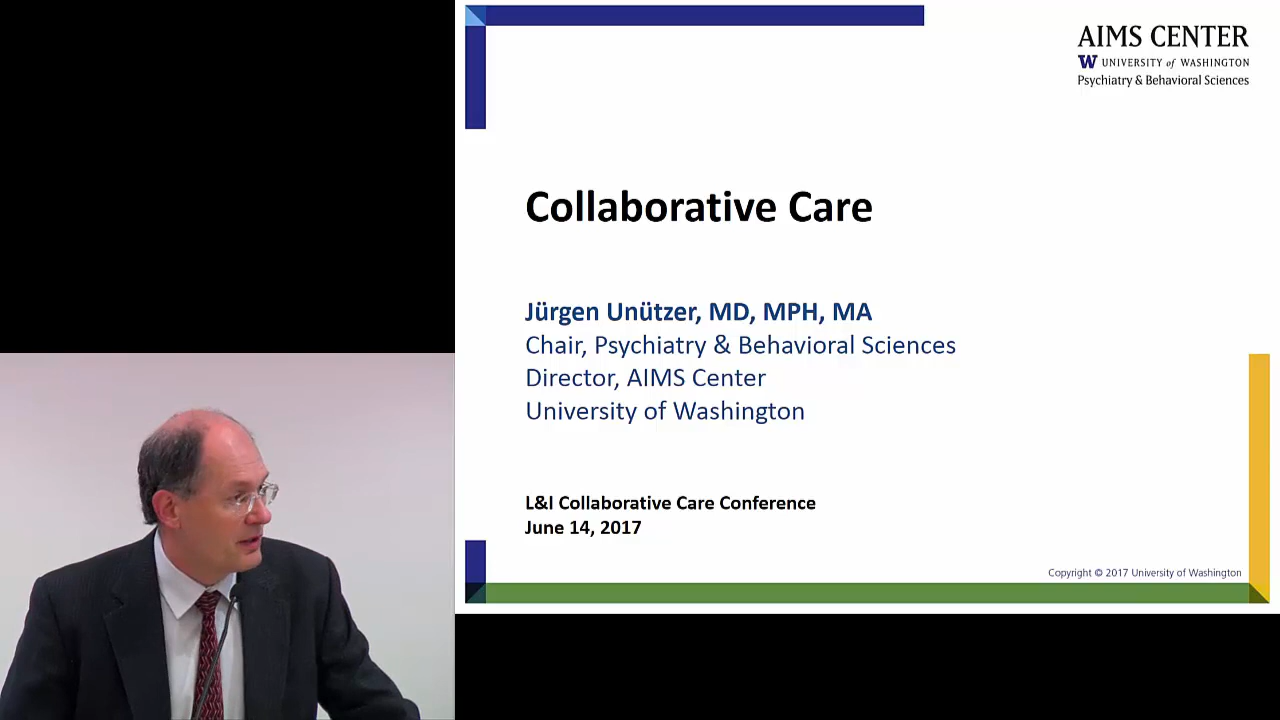 AIMS CENTER
W UNIVERSITY of WASHINGTON
Psychiatry & Behavioral Sciences
Collaborative Care
Jürgen Unützer, MD, MPH, MA
Chair, Psychiatry & Behavioral Sciences
Director, AIMS Center
University of Washington
L&I Collaborative Care Conference
June 14, 2017
Copyright © 2017 University of Washington